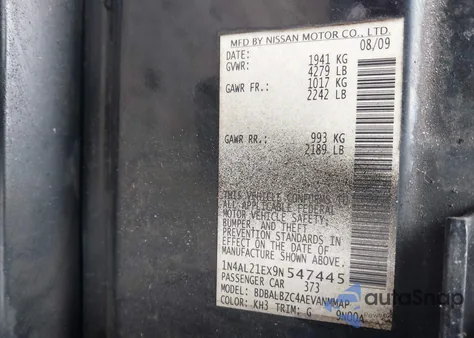 MFD BY NISSAN MOTOR CO., LTD.
DATE: 08/09
GVWR: 1941 KG
4279 LB
GAWR FR.: 1017 KG
2242 LB
GAWR RR.: 993 KG
2189 LB
THIS VEHICLE CONFORMS TO
ALL APPLICABLE FEDERAL
MOTOR VEHICLE SAFETY,
BUMPER, AND THEFT
PREVENTION STANDARDS
IN EFFECT ON THE DATE OF
MANUFACTURE SHOWN ABOVE.
1N4AL21EX9N547445
PASSENGER CAR 373
MODEL: BDBALBZC4AEVANMMAP
COLOR: KH3 TRIM: G 9N00A
autoSnap